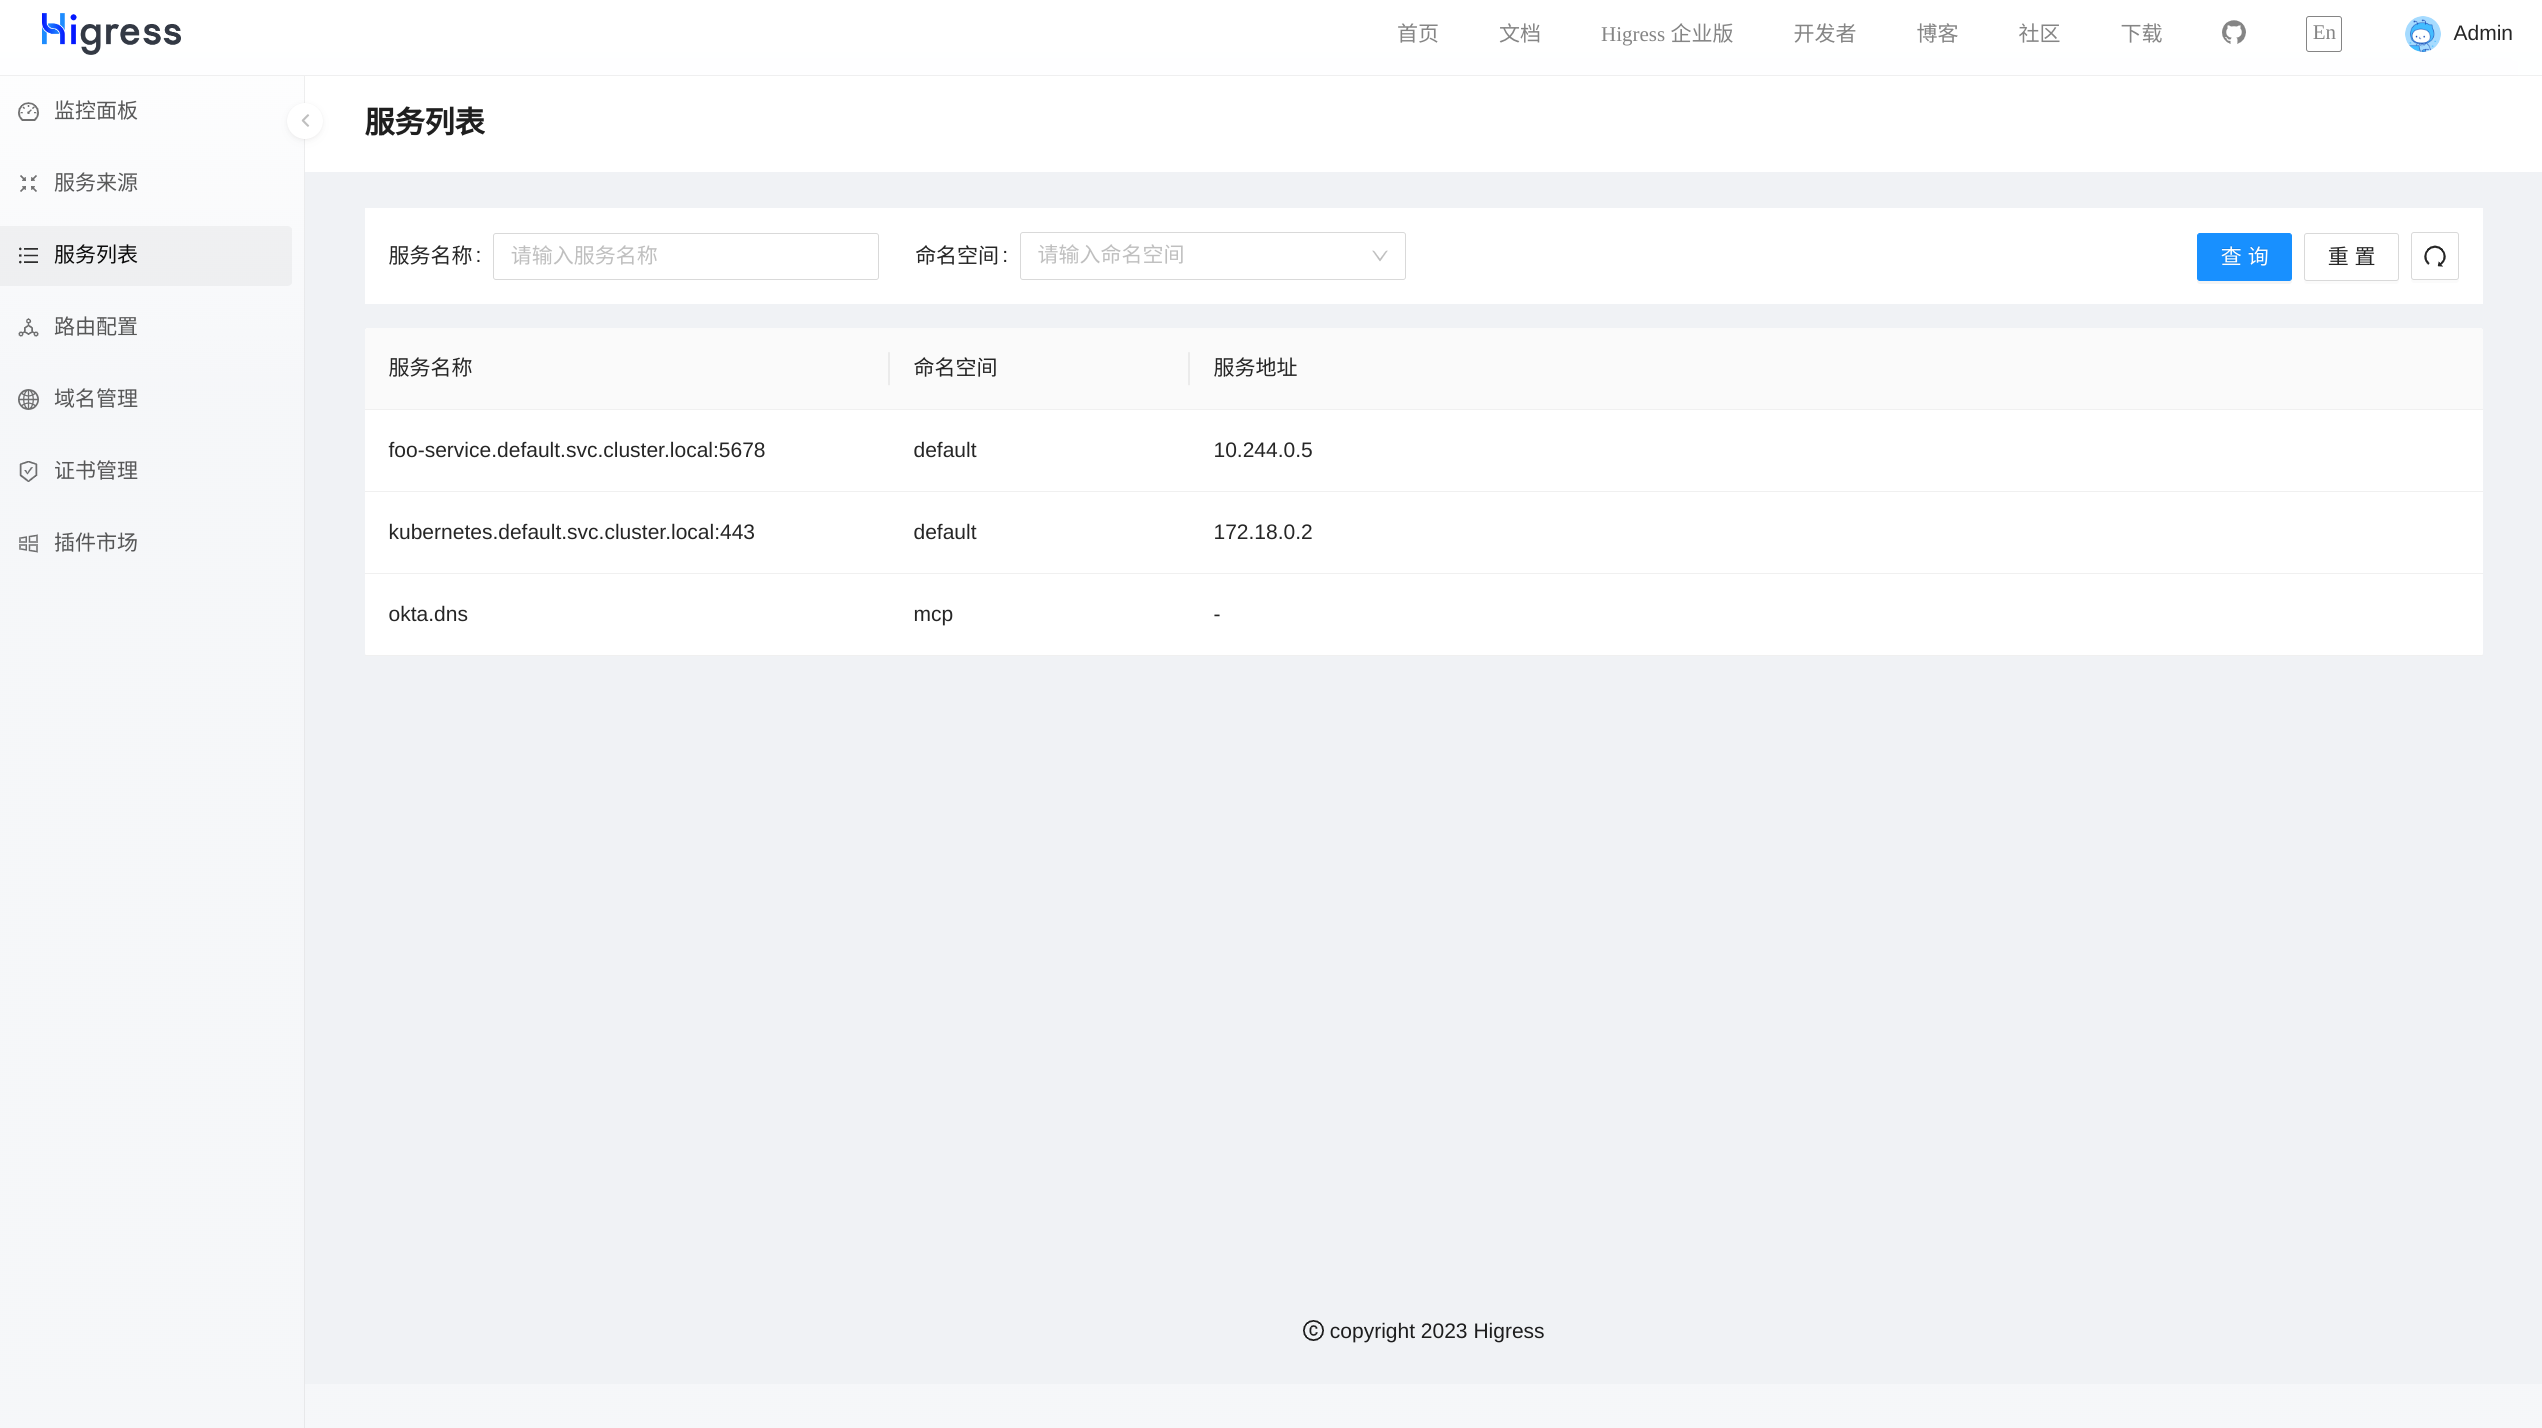 Higress
首页 文档 Higress 企业版 开发者 博客 社区 下载 En Admin
监控面板
服务来源
服务列表
路由配置
域名管理
证书管理
插件市场
服务列表
服务名称: 请输入服务名称 命名空间: 请输入命名空间 查 询 重 置
服务名称 命名空间 服务地址
foo-service.default.svc.cluster.local:5678 default 10.244.0.5
kubernetes.default.svc.cluster.local:443 default 172.18.0.2
okta.dns mcp -
© copyright 2023 Higress